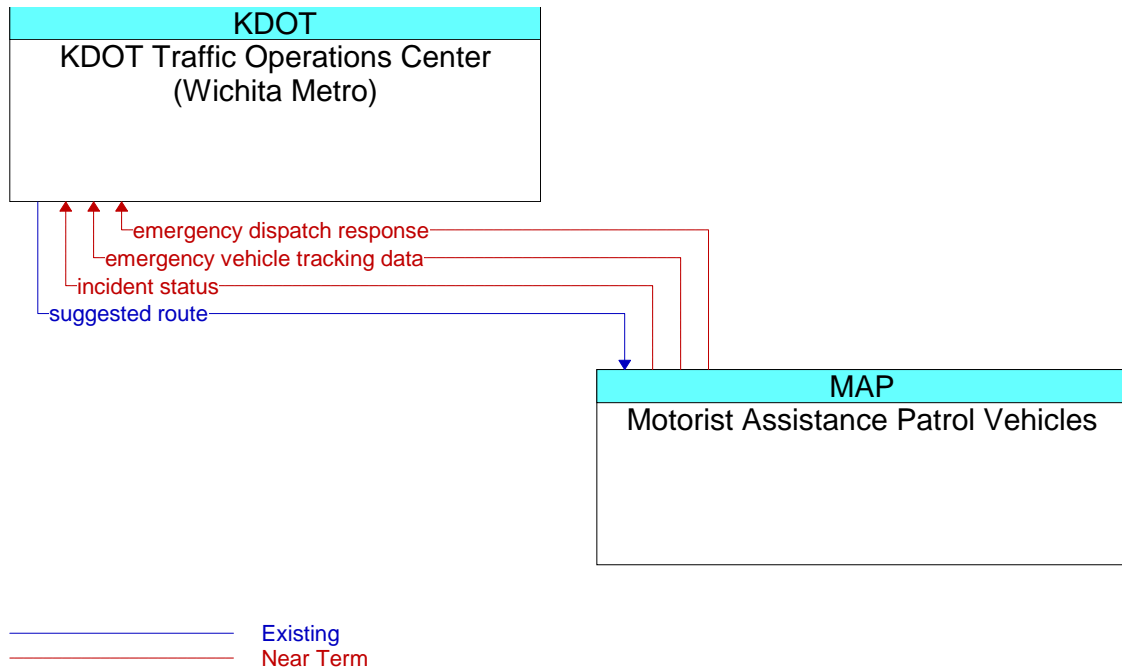 KDOT
KDOT Traffic Operations Center
(Wichita Metro)
emergency dispatch response
emergency vehicle tracking data
incident status
suggested route
MAP
Motorist Assistance Patrol Vehicles
Existing
Near Term